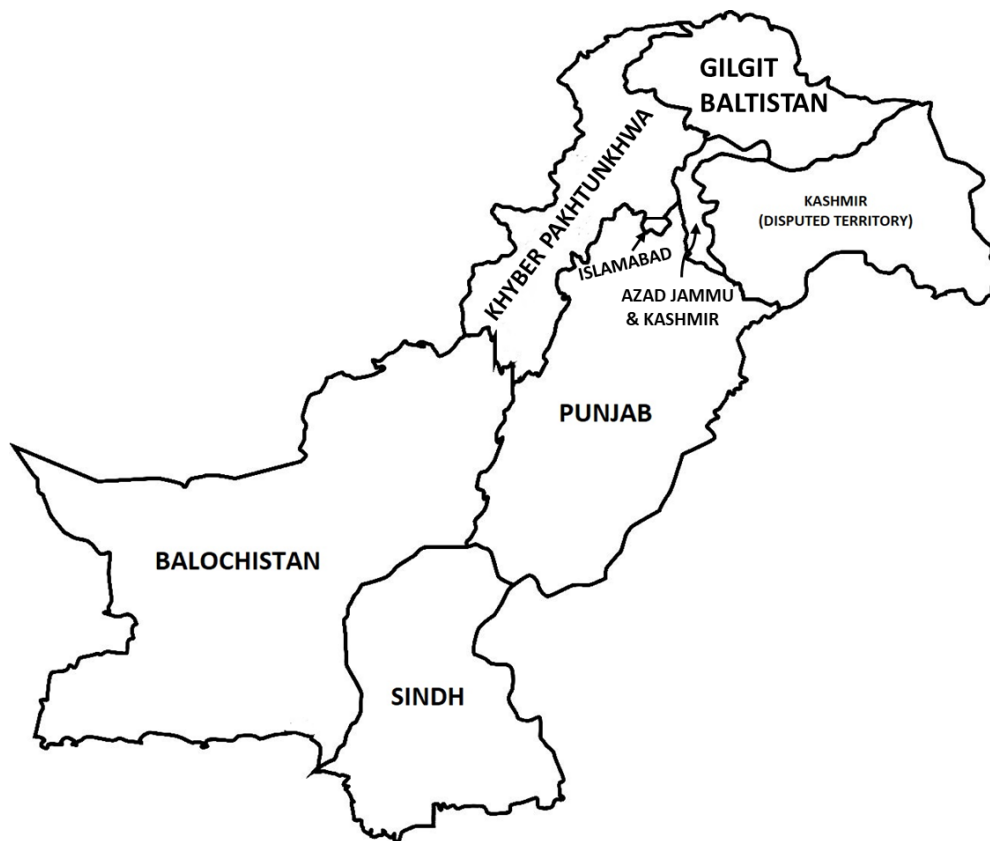 GILGIT
BALTISTAN
KHYBER PAKHTUNKHWA
KASHMIR
(DISPUTED TERRITORY)
ISLAMABAD
AZAD JAMMU
& KASHMIR
PUNJAB
BALOCHISTAN
SINDH